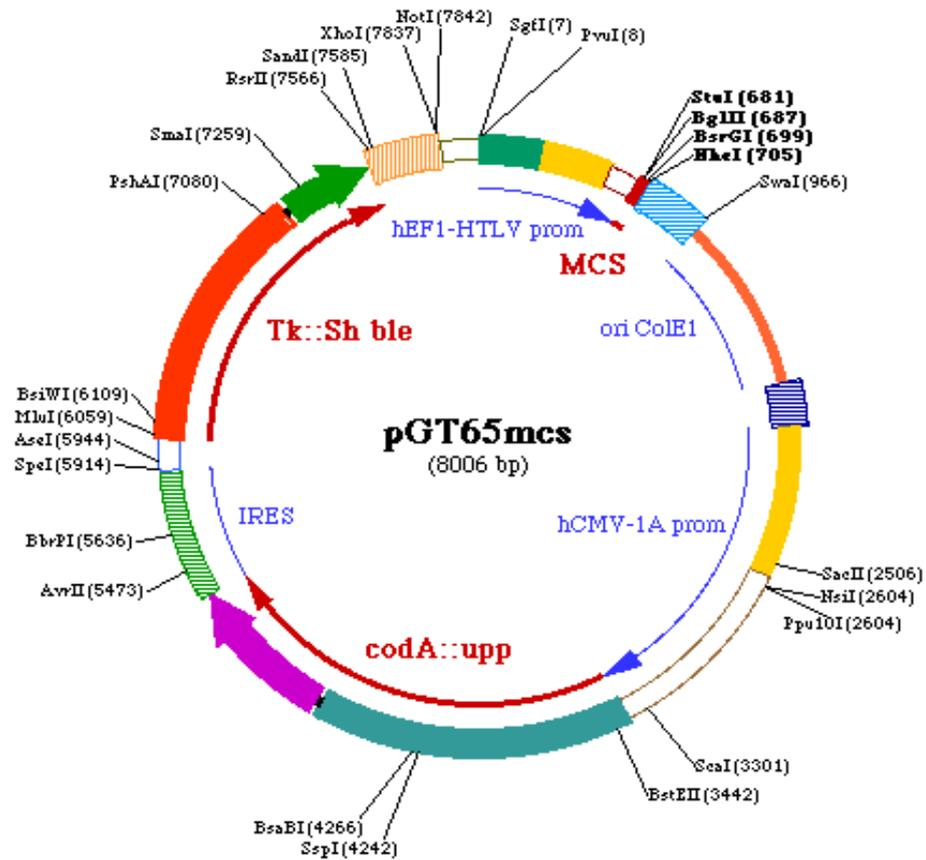 NotI(7842)
XhoI(7837)
SgfI(7)
PvuI(8)
SandI(7585)
RsrII(7566)
StuI (681)
BglII (687)
BsrGI (699)
NheI (705)
SmaI(7259)
PshAI(7080)
SwaI(966)
hEF1-HTLV prom
MCS
Tk::Sh ble
ori ColE1
BsiWI(6109)
MluI(6059)
AseI(5944)
SpeI(5914)
pGT65mcs
(8006 bp)
IRES
hCMV-1A prom
BbrPI(5636)
AvrII(5473)
SacII(2506)
NsiI(2604)
Ppu10I(2604)
codA::upp
ScaI(3301)
BstEII(3442)
BsaBI(4266)
SspI(4242)